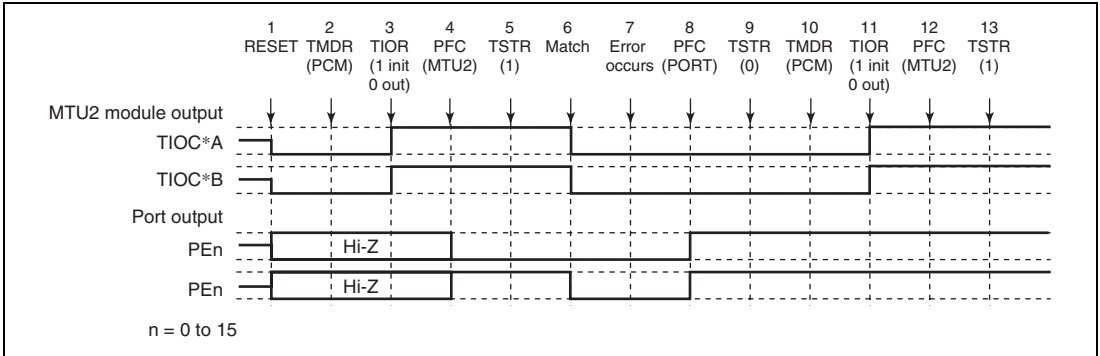 1 2 3 4 5 6 7 8 9 10 11 12 13
RESET TMDR TIOR PFC TSTR Match Error PFC TSTR TMDR TIOR PFC TSTR
(PCM) (1 init (MTU2) (1) occurs (PORT) (0) (PCM) (1 init (MTU2) (1)
0 out) 0 out)
MTU2 module output
TIOC*A
TIOC*B
Port output
PEn Hi-Z
PEn Hi-Z
n = 0 to 15